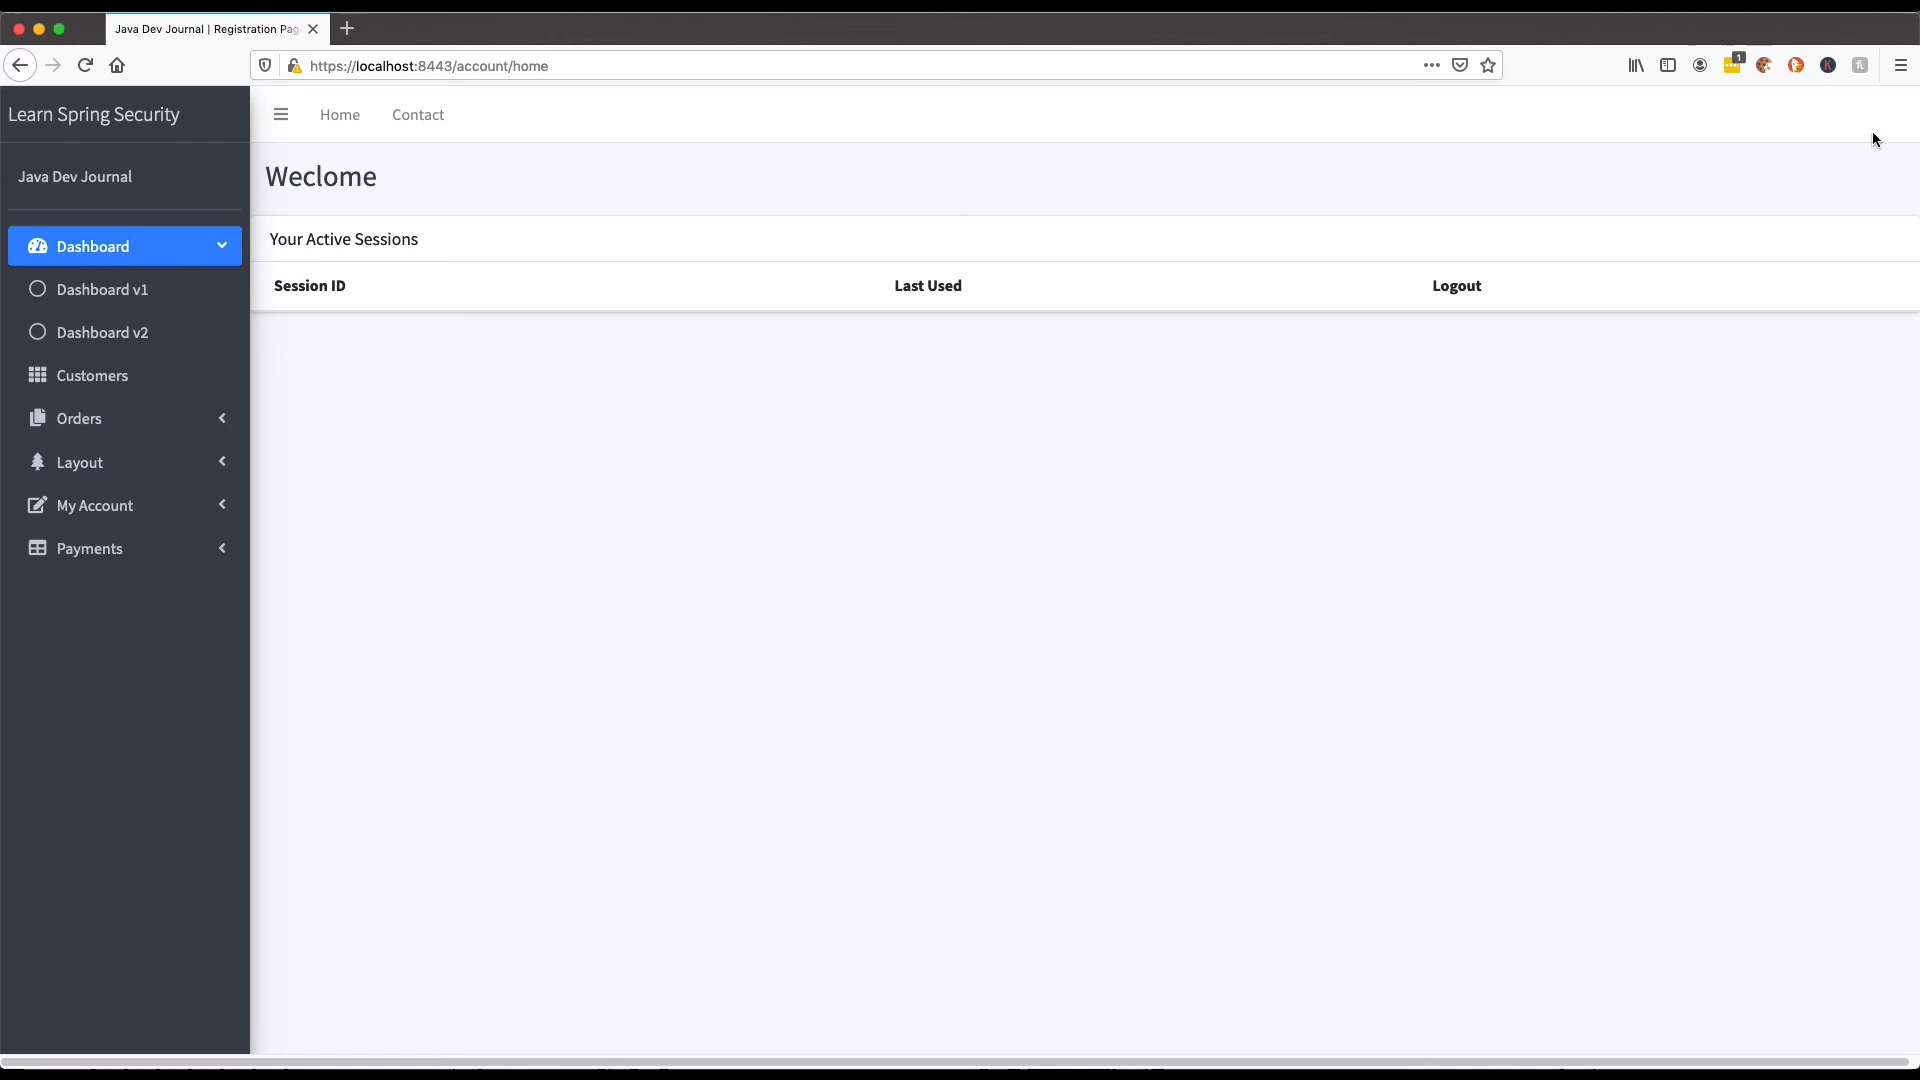 Java Dev Journal | Registration Pag
https://localhost:8443/account/home
1
Learn Spring Security
Home
Contact
Java Dev Journal
Weclome
Your Active Sessions
Session ID
Last Used
Logout
Dashboard
Dashboard v1
Dashboard v2
Customers
Orders
Layout
My Account
Payments